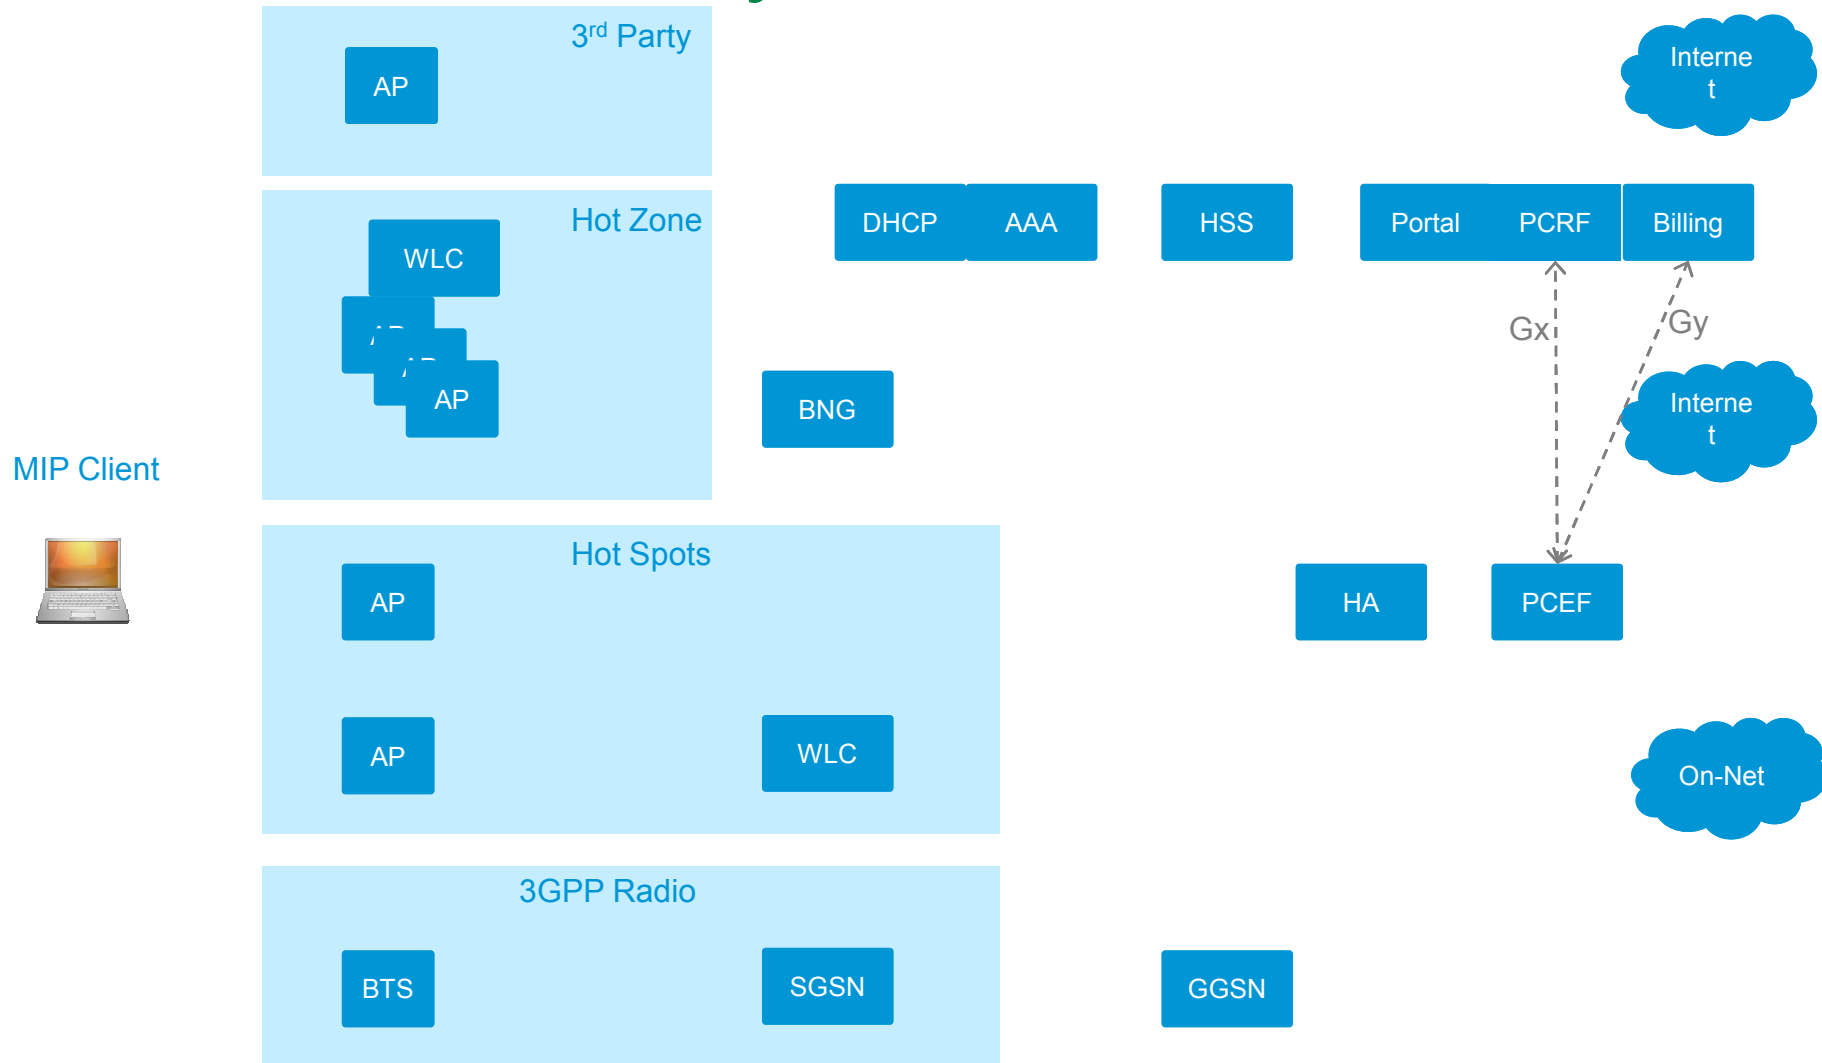 3rd Party
AP
Interne
t
Hot Zone
WLC
AP
DHCP
AAA
HSS
Portal
PCRF
Billing
Gx
Gy
BNG
Interne
t
MIP Client
Hot Spots
AP
HA
PCEF
AP
WLC
On-Net
3GPP Radio
BTS
SGSN
GGSN